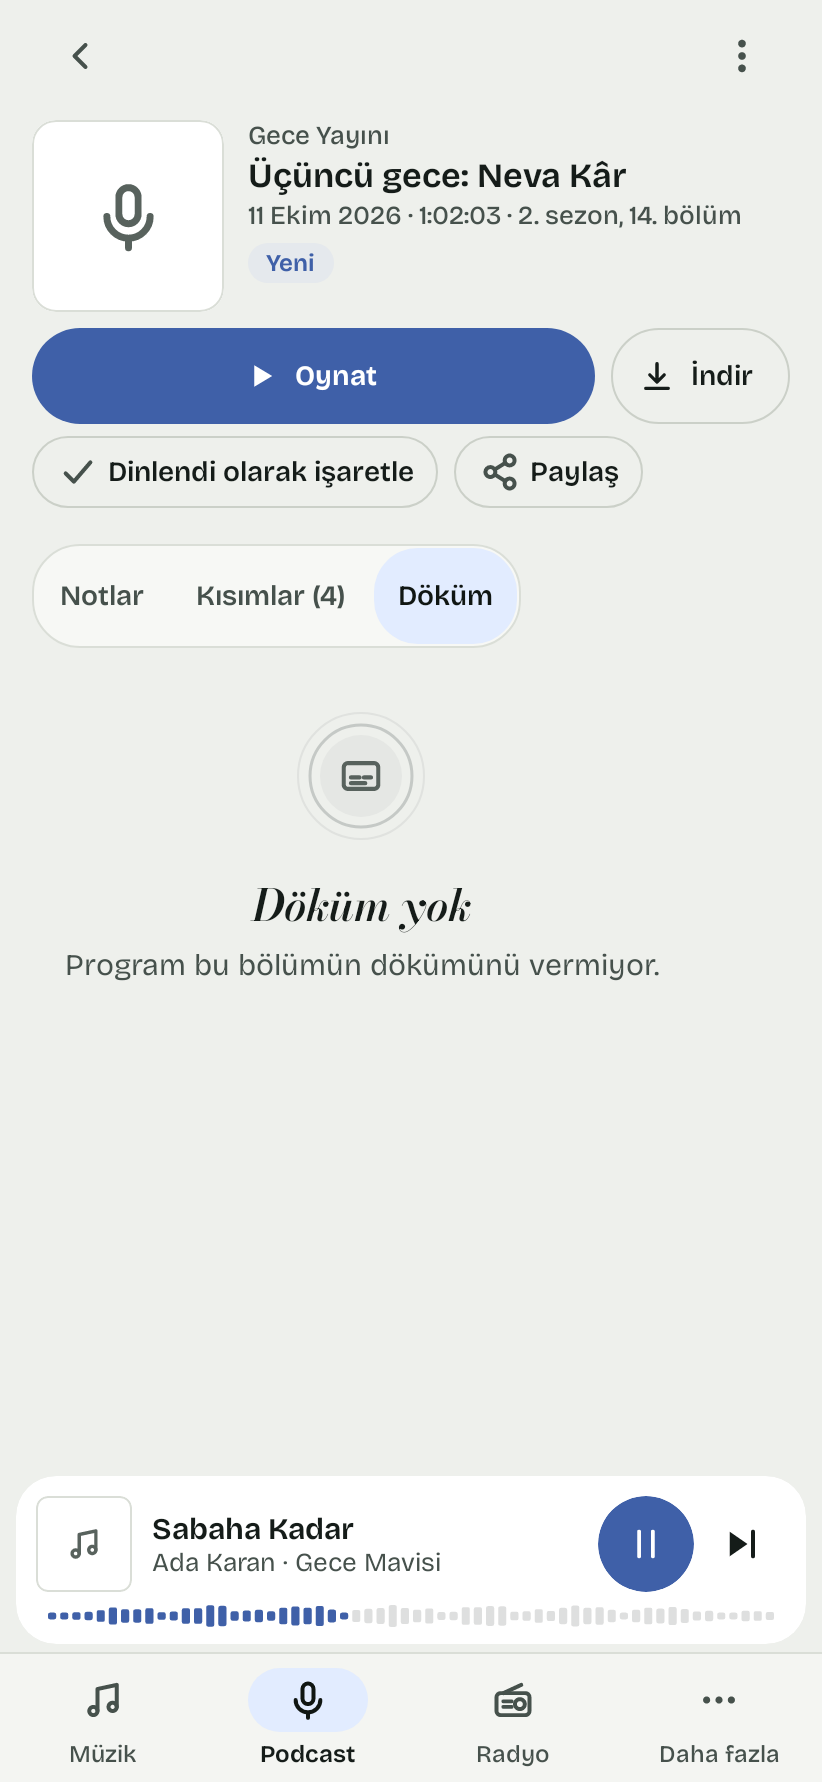 Gece Yayını
Üçüncü gece: Neva Kâr
11 Ekim 2026 · 1:02:03 · 2. sezon, 14. bölüm
Yeni
Oynat
İndir
Dinlendi olarak işaretle
Paylaş
Notlar
Kısımlar (4)
Döküm
Döküm yok
Program bu bölümün dökümünü vermiyor.
Sabaha Kadar
Ada Karan · Gece Mavisi
Müzik
Podcast
Radyo
Daha fazla